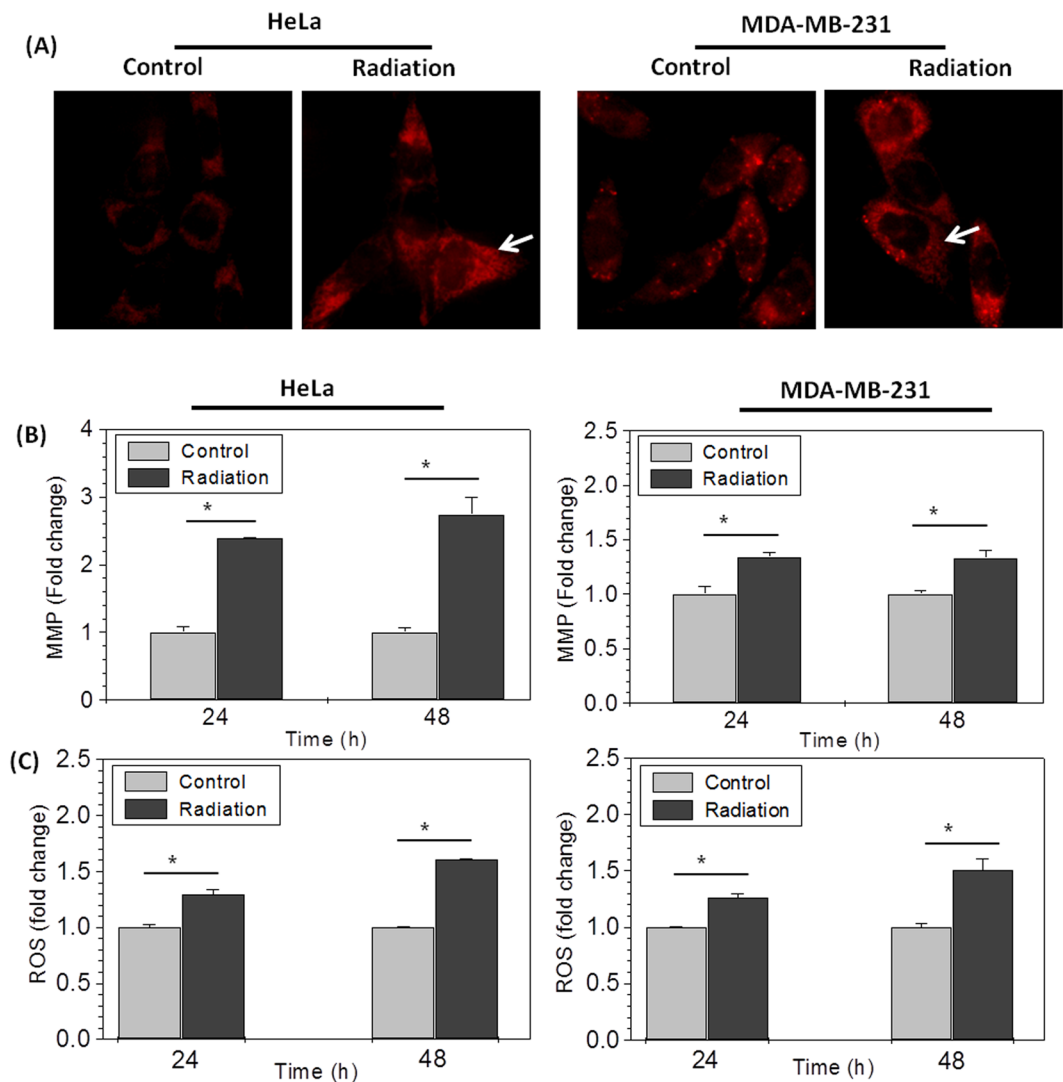 HeLa MDA-MB-231
(A)
Control Radiation Control Radiation
HeLa MDA-MB-231
(B)
MMP (Fold change)
4
3
2
1
0
Control
Radiation
*
*
24 48
Time (h)
MMP (Fold change)
2.5
2.0
1.5
1.0
0.5
0.0
Control
Radiation
*
*
24 48
Time (h)
(C)
ROS (fold change)
2.5
2.0
1.5
1.0
0.5
0.0
Control
Radiation
*
*
24 48
Time (h)
ROS (fold change)
2.5
2.0
1.5
1.0
0.5
0.0
Control
Radiation
*
*
24 48
Time (h)